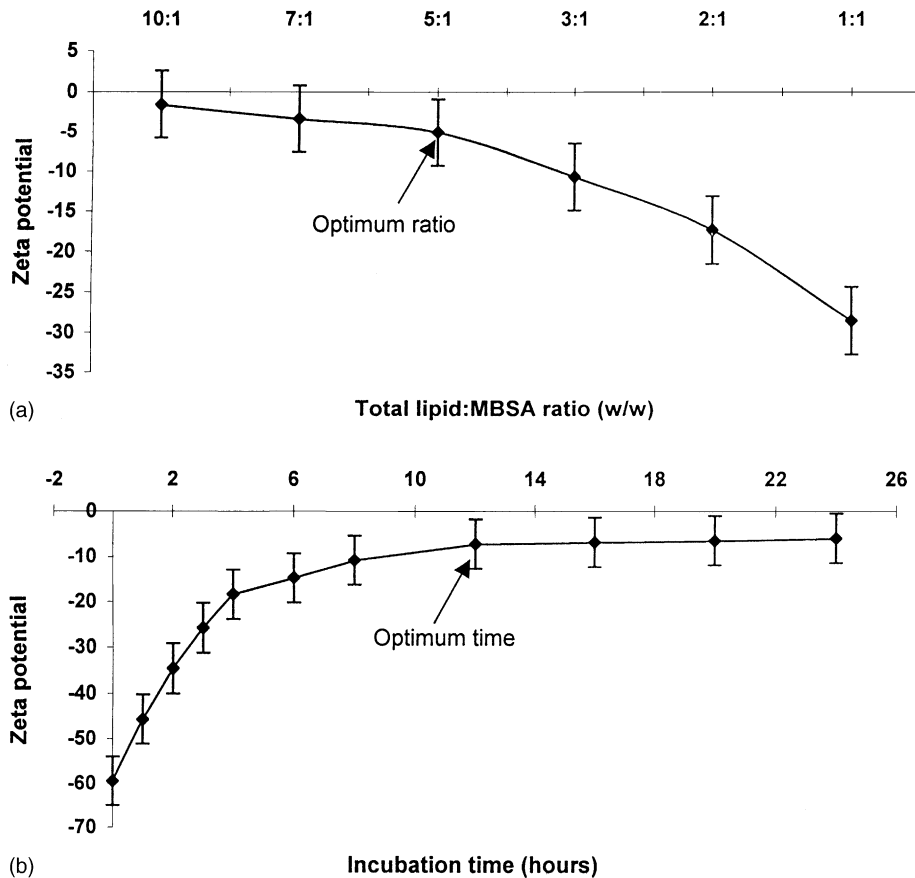 10:1 7:1 5:1 3:1 2:1 1:1
5
0
-5
-10
-15
-20
-25
-30
-35
Zeta potential
Optimum ratio
(a)
Total lipid:MBSA ratio (w/w)
-2 2 6 10 14 18 22 26
0
-10
-20
-30
-40
-50
-60
-70
Zeta potential
Optimum time
(b)
Incubation time (hours)